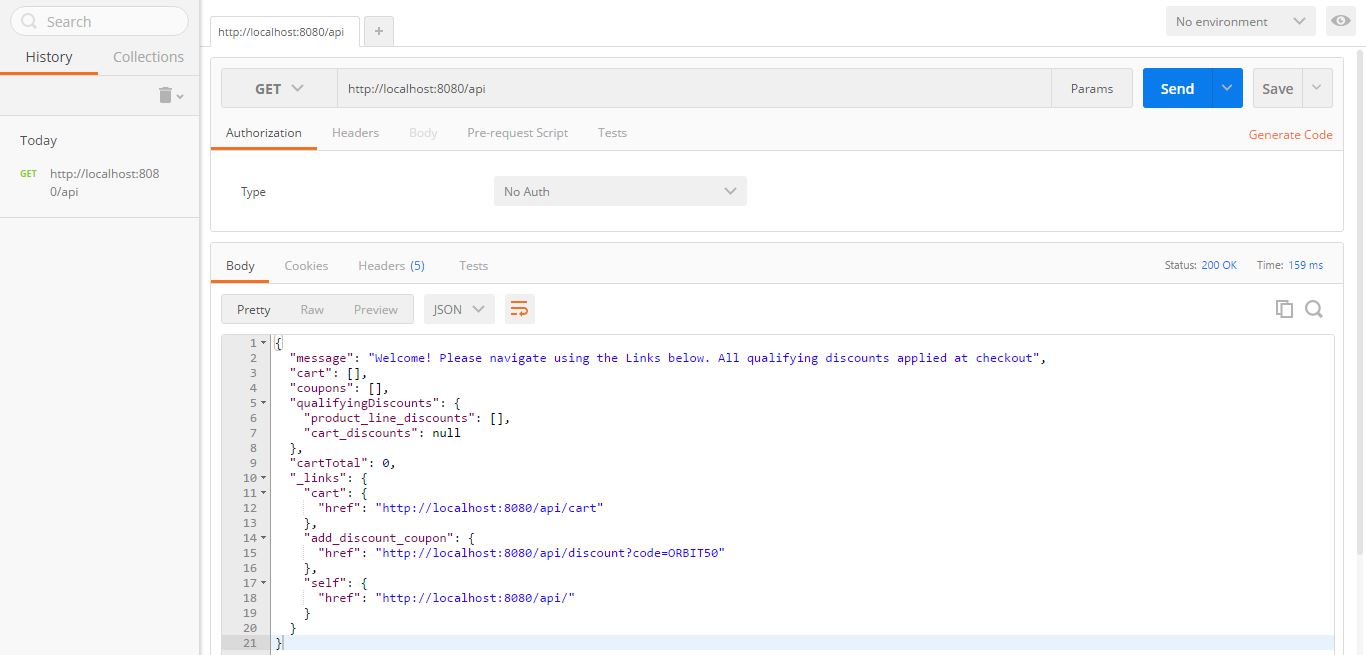 Search
History Collections
Today
GET http://localhost:808
0/api
http://localhost:8080/api +
No environment
GET http://localhost:8080/api Params Send Save
Authorization Headers Body Pre-request Script Tests Generate Code
Type No Auth
Body Cookies Headers (5) Tests Status: 200 OK Time: 159 ms
Pretty Raw Preview JSON
1 {
2 "message": "Welcome! Please navigate using the Links below. All qualifying discounts applied at checkout",
3 "cart": [],
4 "coupons": [],
5 "qualifyingDiscounts": {
6 "product_line_discounts": [],
7 "cart_discounts": null
8 },
9 "cartTotal": 0,
10 "_links": {
11 "cart": {
12 "href": "http://localhost:8080/api/cart"
13 },
14 "add_discount_coupon": {
15 "href": "http://localhost:8080/api/discount?code=ORBIT50"
16 },
17 "self": {
18 "href": "http://localhost:8080/api/"
19 }
20 }
21 }